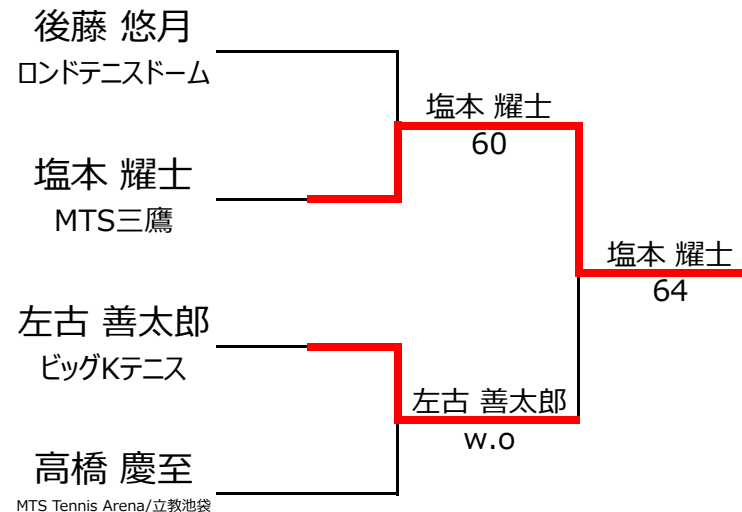 後藤 悠月
ロンドテニスドーム
塩本 耀士
60
塩本 耀士
MTS三鷹
塩本 耀士
64
左古 善太郎
ビッグKテニス
左古 善太郎
w.o
高橋 慶至
MTS Tennis Arena/立教池袋